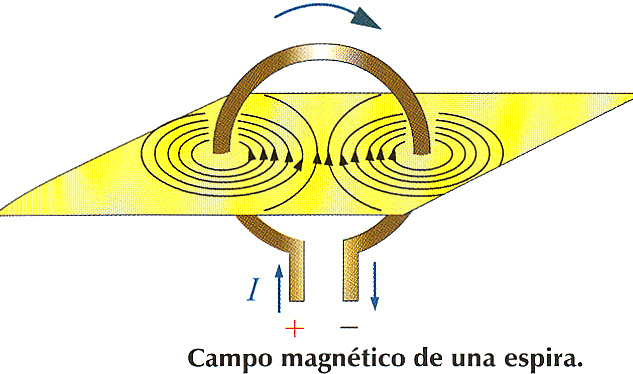 I
+ −
Campo magnético de una espira.